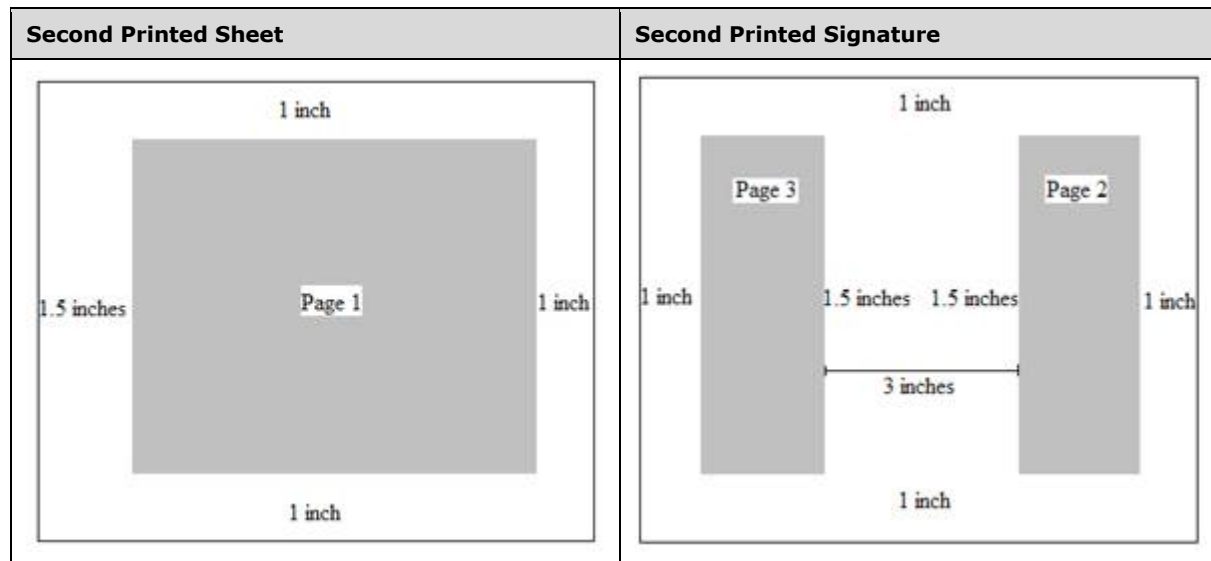 Second Printed Sheet
Second Printed Signature
1 inch
1.5 inches
Page 1
1 inch
1 inch
1 inch
Page 3
Page 2
1 inch
1.5 inches
1.5 inches
1 inch
3 inches
1 inch